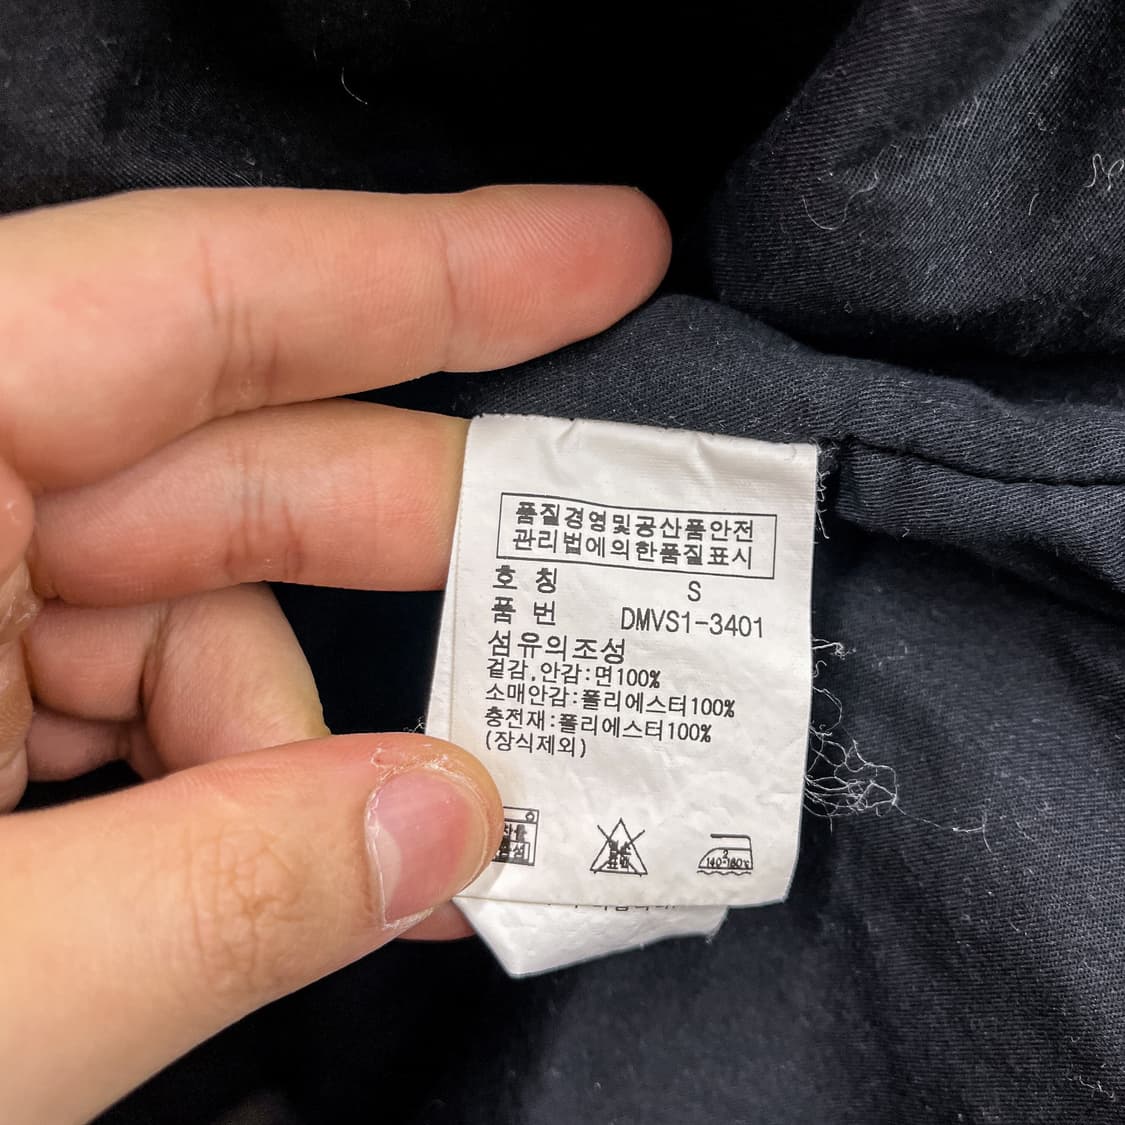 품질경영및공산품안전
관리법에의한품질표시
호 칭 S
품 번 DMVS1-3401
섬유의조성
겉감,안감:면100%
소매안감:폴리에스터100%
충전재:폴리에스터100%
(장식제외)
140~160℃